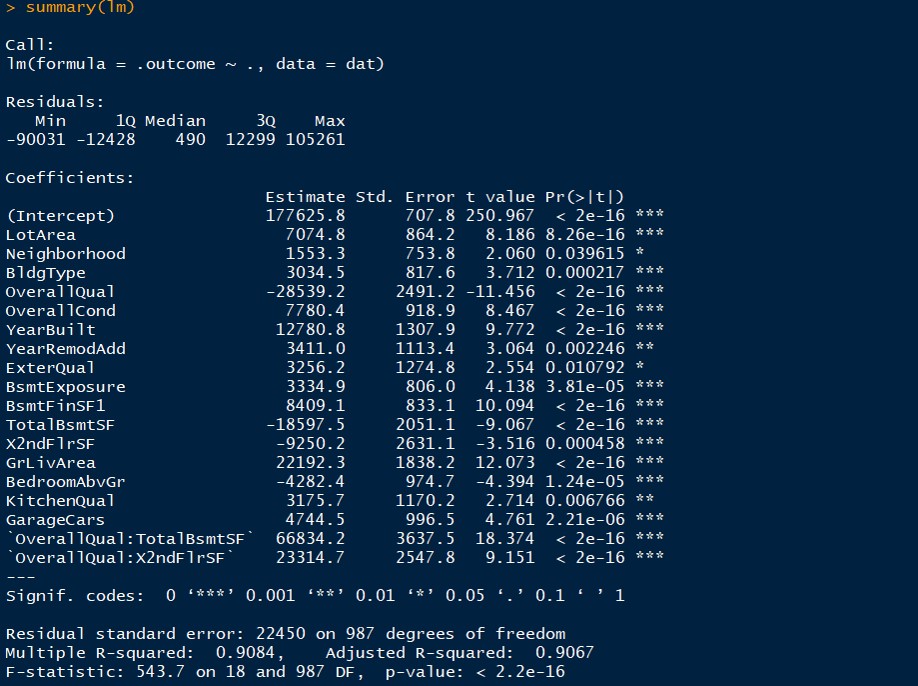 > summary(lm)
Call:
lm(formula = .outcome ~ ., data = dat)
Residuals:
   Min     1Q Median     3Q    Max
-90031 -12428    490  12299 105261
Coefficients:
                           Estimate Std. Error t value Pr(>|t|)
(Intercept)                177625.8      707.8 250.967  < 2e-16 ***
LotArea                      7074.8      864.2   8.186 8.26e-16 ***
Neighborhood                 1553.3      753.8   2.060 0.039615 *
BldgType                     3034.5      817.6   3.712 0.000217 ***
OverallQual                -28539.2     2491.2 -11.456  < 2e-16 ***
OverallCond                  7780.4      918.9   8.467  < 2e-16 ***
YearBuilt                   12780.8     1307.9   9.772  < 2e-16 ***
YearRemodAdd                 3411.0     1113.4   3.064 0.002246 **
ExterQual                    3256.2     1274.8   2.554 0.010792 *
BsmtExposure                 3334.9      806.0   4.138 3.81e-05 ***
BsmtFinSF1                   8409.1      833.1  10.094  < 2e-16 ***
TotalBsmtSF                -18597.5     2051.1  -9.067  < 2e-16 ***
X2ndFlrSF                   -9250.2     2631.1  -3.516 0.000458 ***
GrLivArea                   22192.3     1838.2  12.073  < 2e-16 ***
BedroomAbvGr                -4282.4      974.7  -4.394 1.24e-05 ***
KitchenQual                  3175.7     1170.2   2.714 0.006766 **
GarageCars                   4744.5      996.5   4.761 2.21e-06 ***
`OverallQual:TotalBsmtSF`   66834.2     3637.5  18.374  < 2e-16 ***
`OverallQual:X2ndFlrSF`     23314.7     2547.8   9.151  < 2e-16 ***
---
Signif. codes:  0 ‘***’ 0.001 ‘**’ 0.01 ‘*’ 0.05 ‘.’ 0.1 ‘ ’ 1
Residual standard error: 22450 on 987 degrees of freedom
Multiple R-squared:  0.9084,    Adjusted R-squared:  0.9067
F-statistic: 543.7 on 18 and 987 DF,  p-value: < 2.2e-16